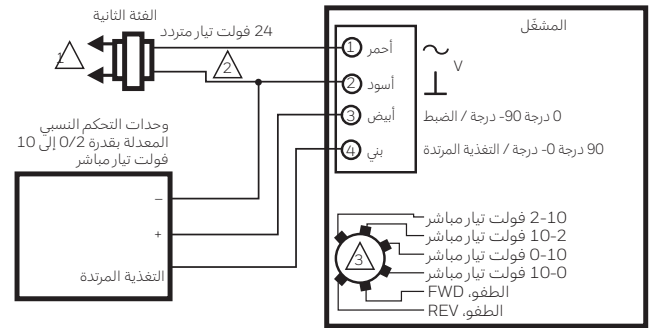 الفئة الثانية
24 فولت تيار متردد
1
2
المشغّل
1 أحمر
2 أسود
3 أبيض
4 بني
V
0 درجة 90- درجة / الضبط
90 درجة 0- درجة / التغذية المرتدة
وحدات التحكم النسبي
المعدلة بقدرة 0/2 إلى 10
فولت تيار مباشر
–
+
التغذية المرتدة
3
2-10 فولت تيار مباشر
10-2 فولت تيار مباشر
0-10 فولت تيار مباشر
10-0 فولت تيار مباشر
الطفو، FWD
الطفو، REV